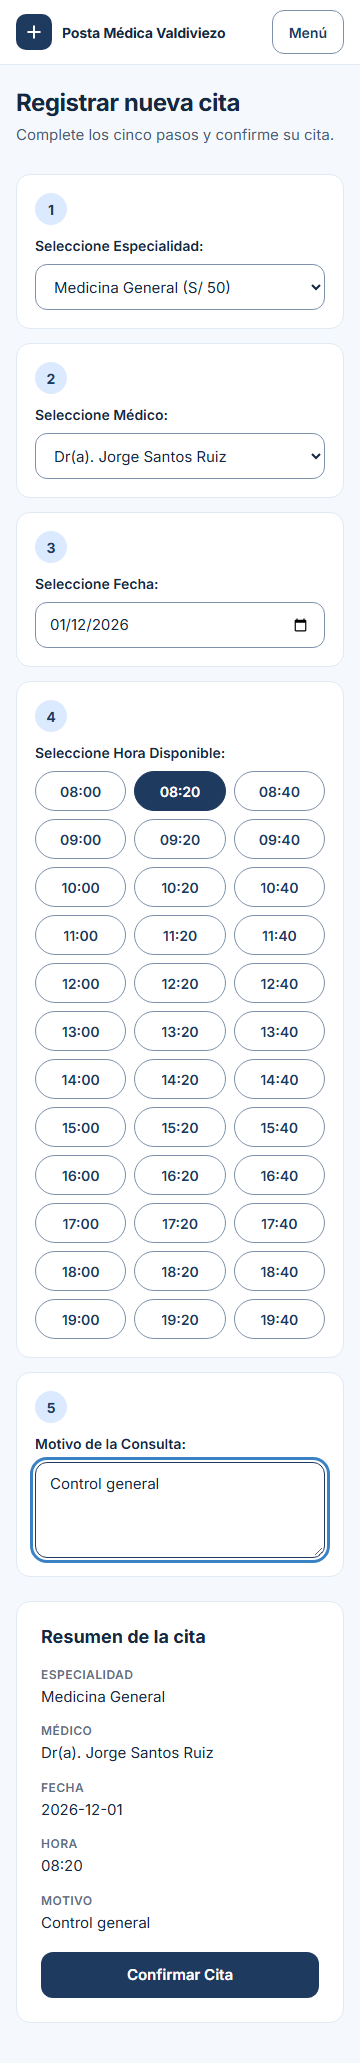 Posta Médica Valdiviezo
Menú
Registrar nueva cita
Complete los cinco pasos y confirme su cita.
1
Seleccione Especialidad:
Medicina General (S/ 50)
2
Seleccione Médico:
Dr(a). Jorge Santos Ruiz
3
Seleccione Fecha:
01/12/2026
4
Seleccione Hora Disponible:
08:00 08:20 08:40
09:00 09:20 09:40
10:00 10:20 10:40
11:00 11:20 11:40
12:00 12:20 12:40
13:00 13:20 13:40
14:00 14:20 14:40
15:00 15:20 15:40
16:00 16:20 16:40
17:00 17:20 17:40
18:00 18:20 18:40
19:00 19:20 19:40
5
Motivo de la Consulta:
Control general
Resumen de la cita
ESPECIALIDAD
Medicina General
MÉDICO
Dr(a). Jorge Santos Ruiz
FECHA
2026-12-01
HORA
08:20
MOTIVO
Control general
Confirmar Cita